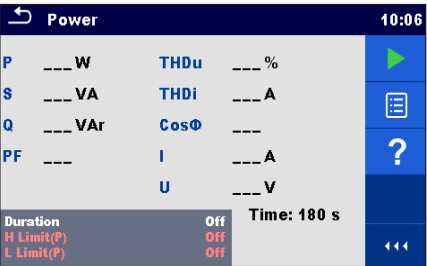 Power 10:06
P ___W THDu ___%
S ___VA THDi ___A
Q ___VAr CosΦ ___
PF ___ I ___A
U ___V
Duration Off Time: 180 s
H Limit(P) Off
L Limit(P) Off
?